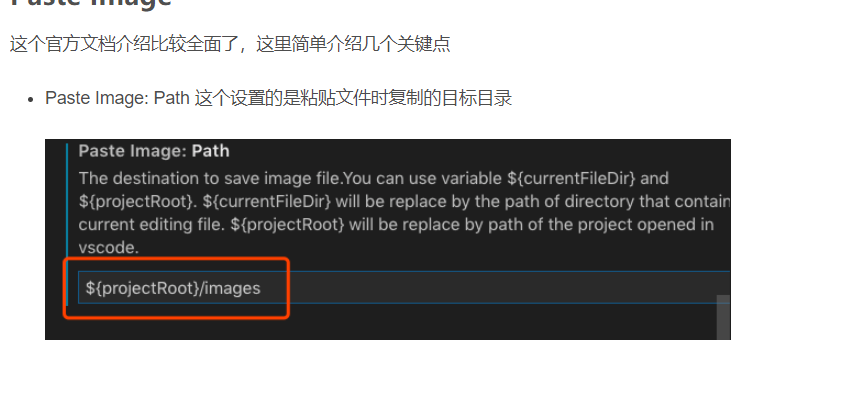 Paste Image
这个官方文档介绍比较全面了，这里简单介绍几个关键点
Paste Image: Path 这个设置的是粘贴文件时复制的目标目录
Paste Image: Path
The destination to save image file.You can use variable ${currentFileDir} and
${projectRoot}. ${currentFileDir} will be replace by the path of directory that contain
current editing file. ${projectRoot} will be replace by path of the project opened in
vscode.
${projectRoot}/images